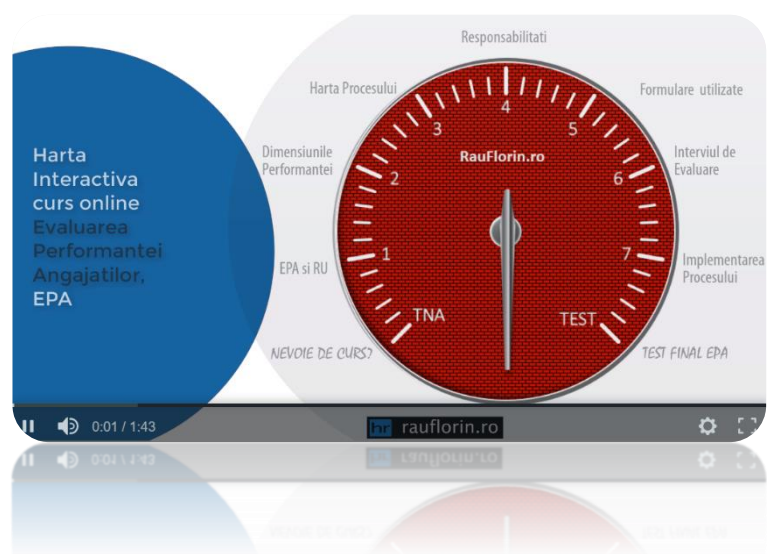 Harta
Interactiva
curs online
Evaluarea
Performantei
Angajatilor,
EPA
Responsabilitati
Harta Procesului
Formulare utilizate
Dimensiunile
Performantei
Interviul de
Evaluare
EPA si RU
Implementarea
Procesului
NEVOIE DE CURS?
TEST FINAL EPA
RauFlorin.ro
1
2
3
4
5
6
7
TNA
TEST
0:01 / 1:43
hr rauflorin.ro